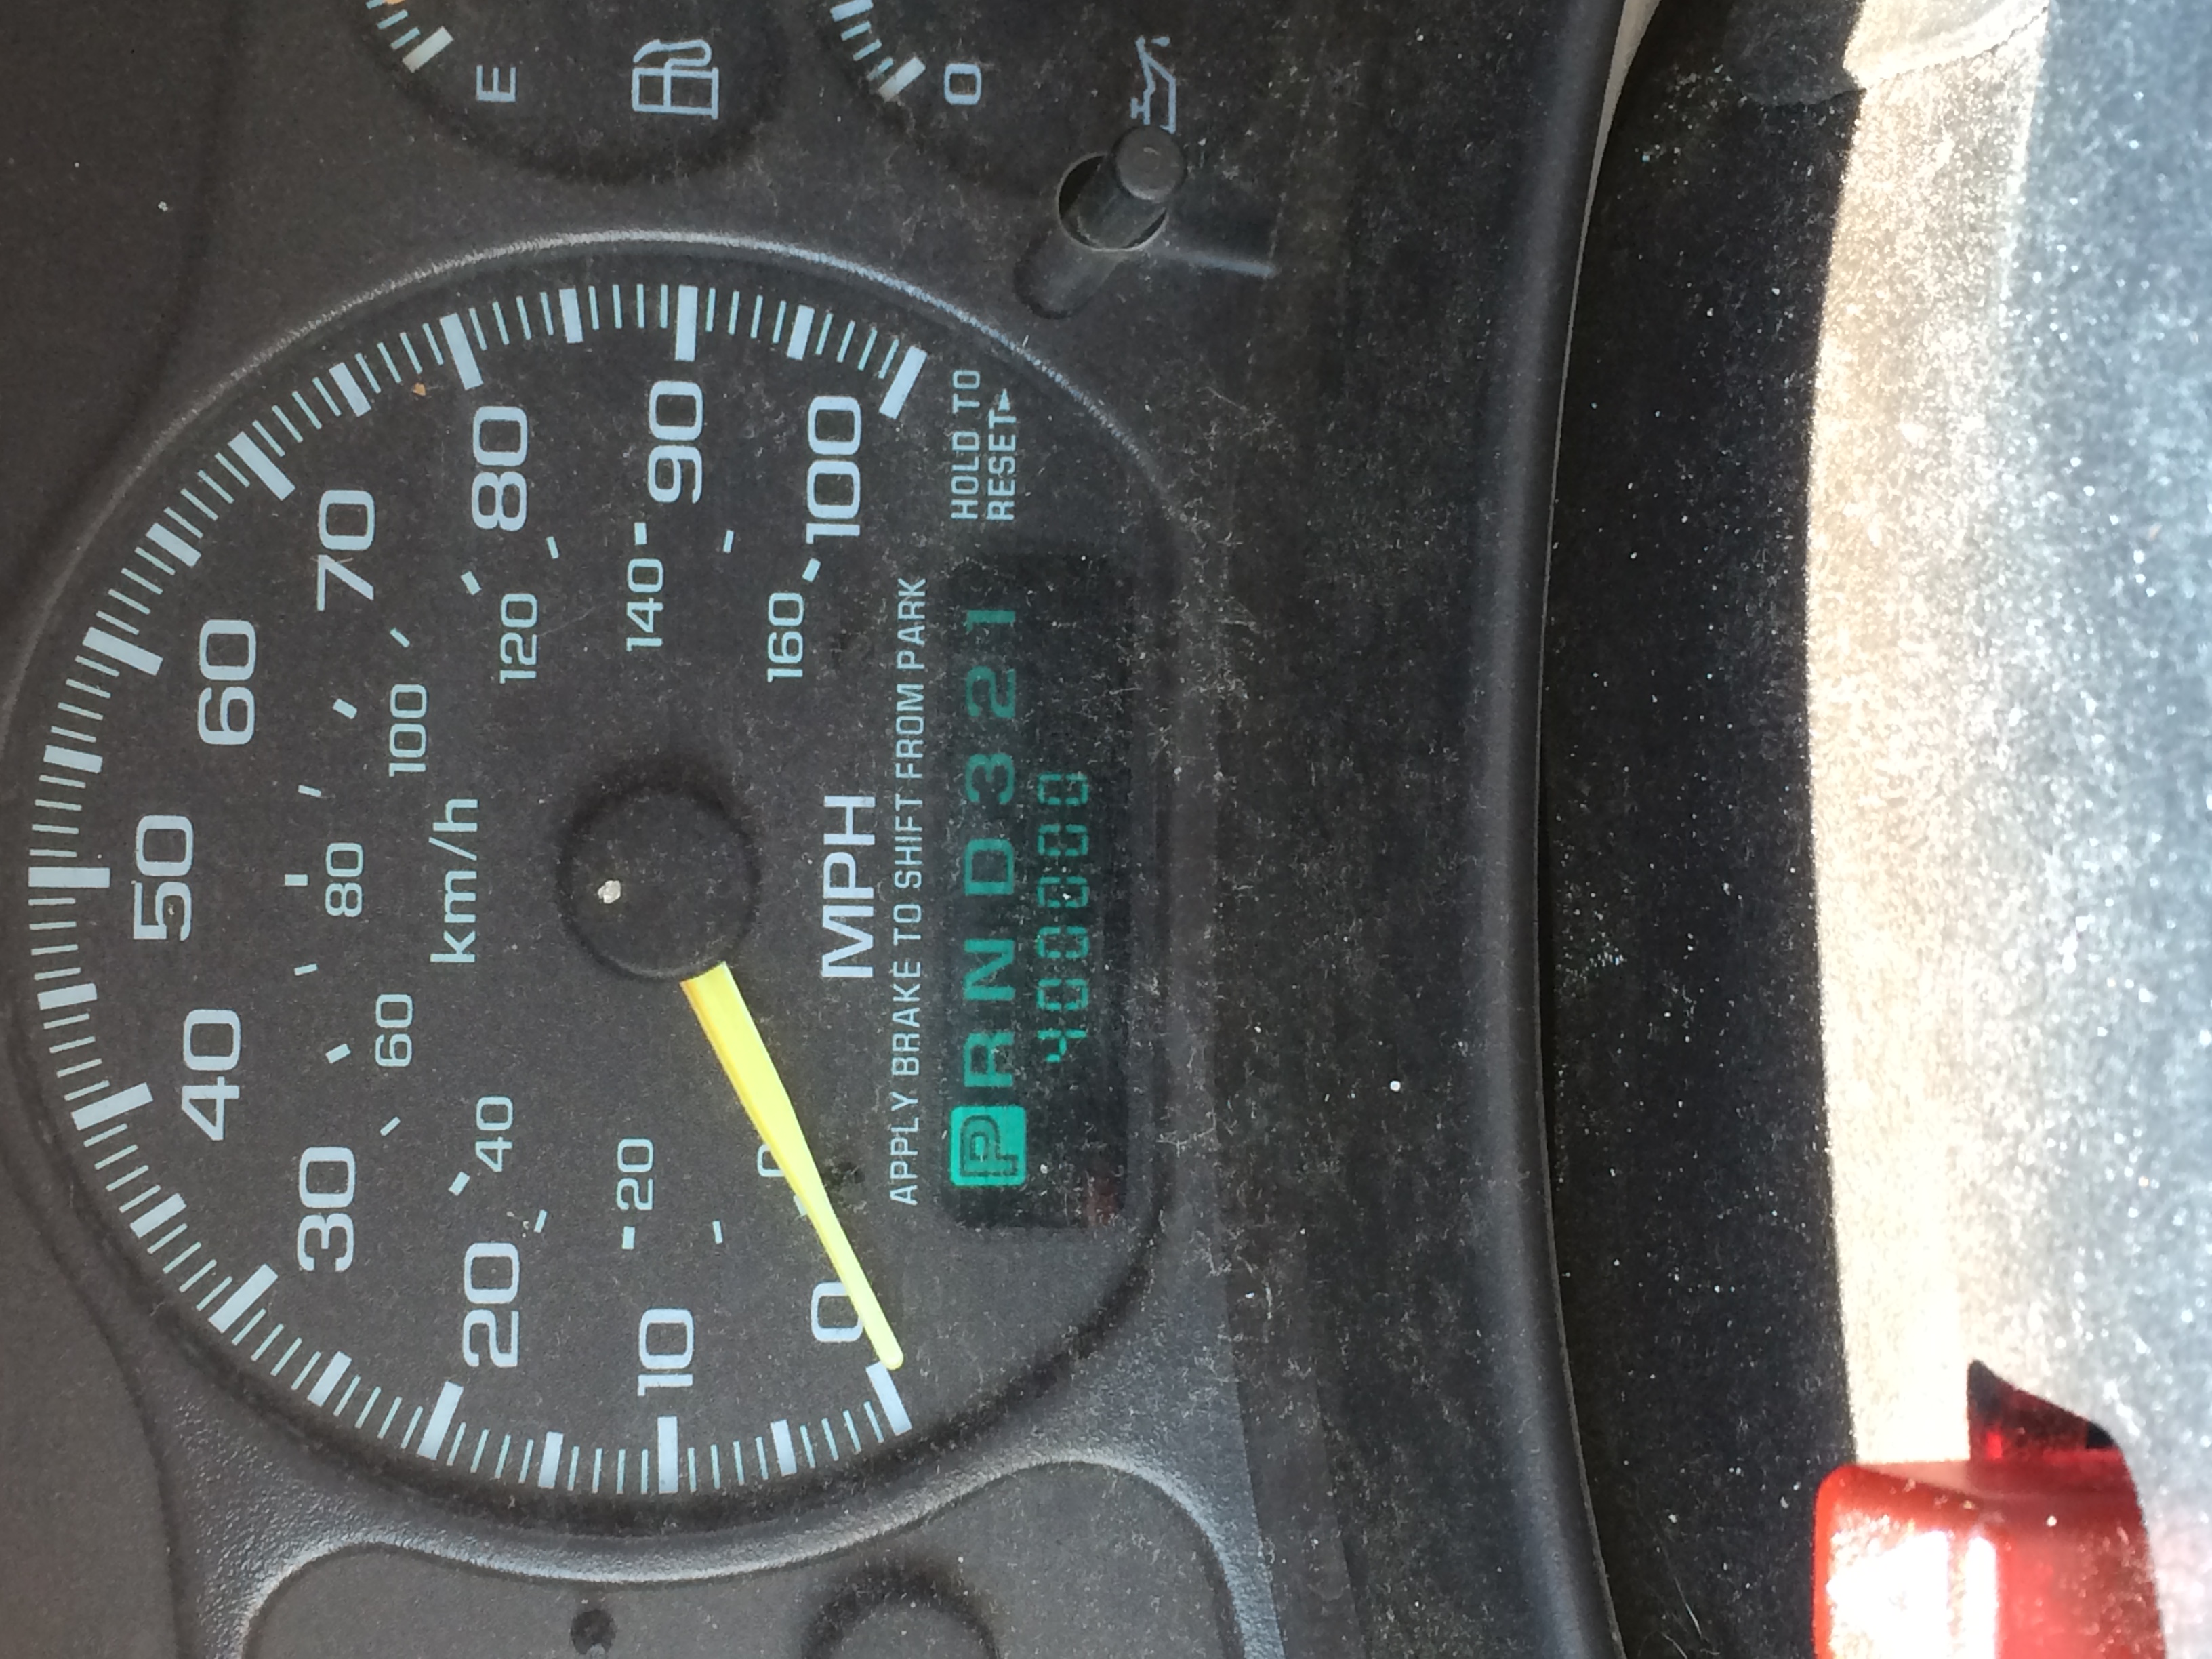 50
40 60
30 70
80
60 100
km/h
20 40 120 80 E
10 20 140 90
0 160 100
MPH
APPLY BRAKE TO SHIFT FROM PARK
HOLD TO
RESET
0
P R N D 3 2 1
400000